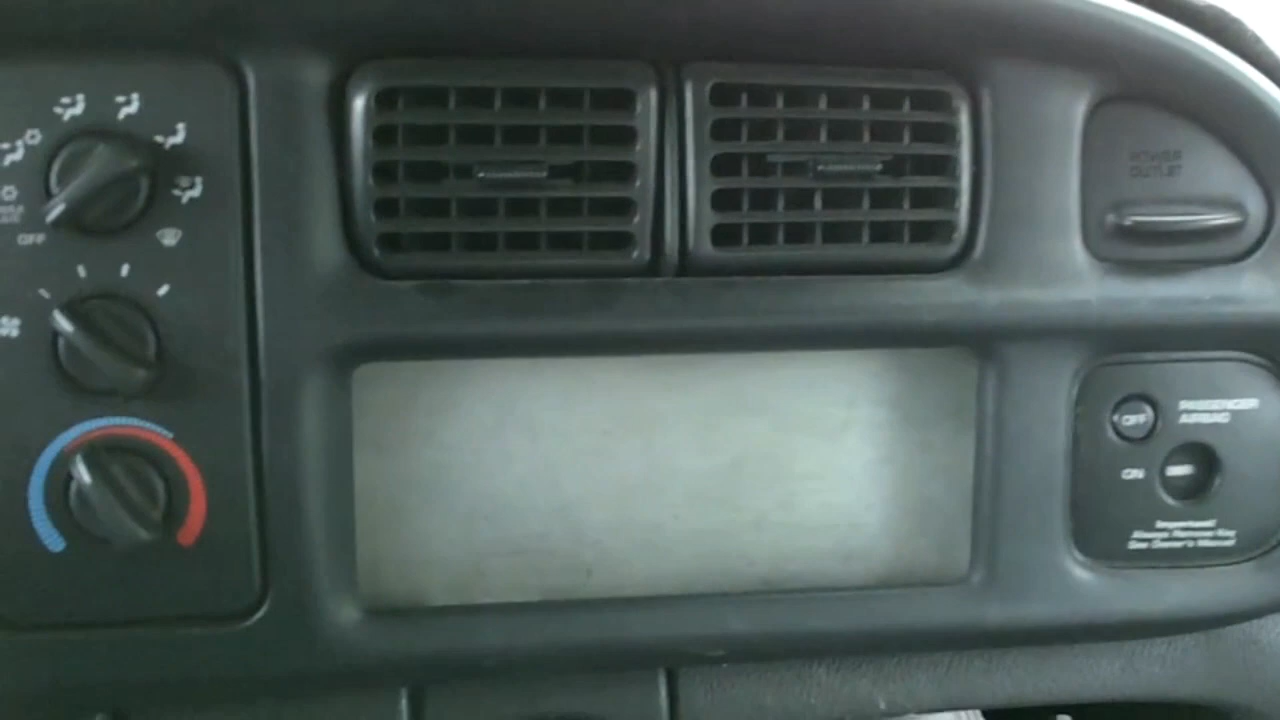 OFF
POWER
OUTLET
OFF
PASSENGER
AIRBAG
ON
Important!
Always Remove Key
See Owner's Manual